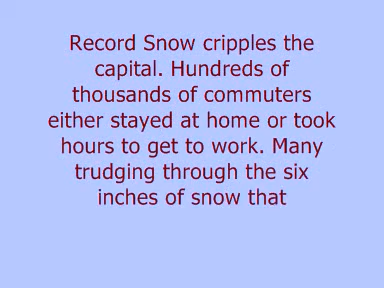 Record Snow cripples the
capital. Hundreds of
thousands of commuters
either stayed at home or took
hours to get to work. Many
trudging through the six
inches of snow that